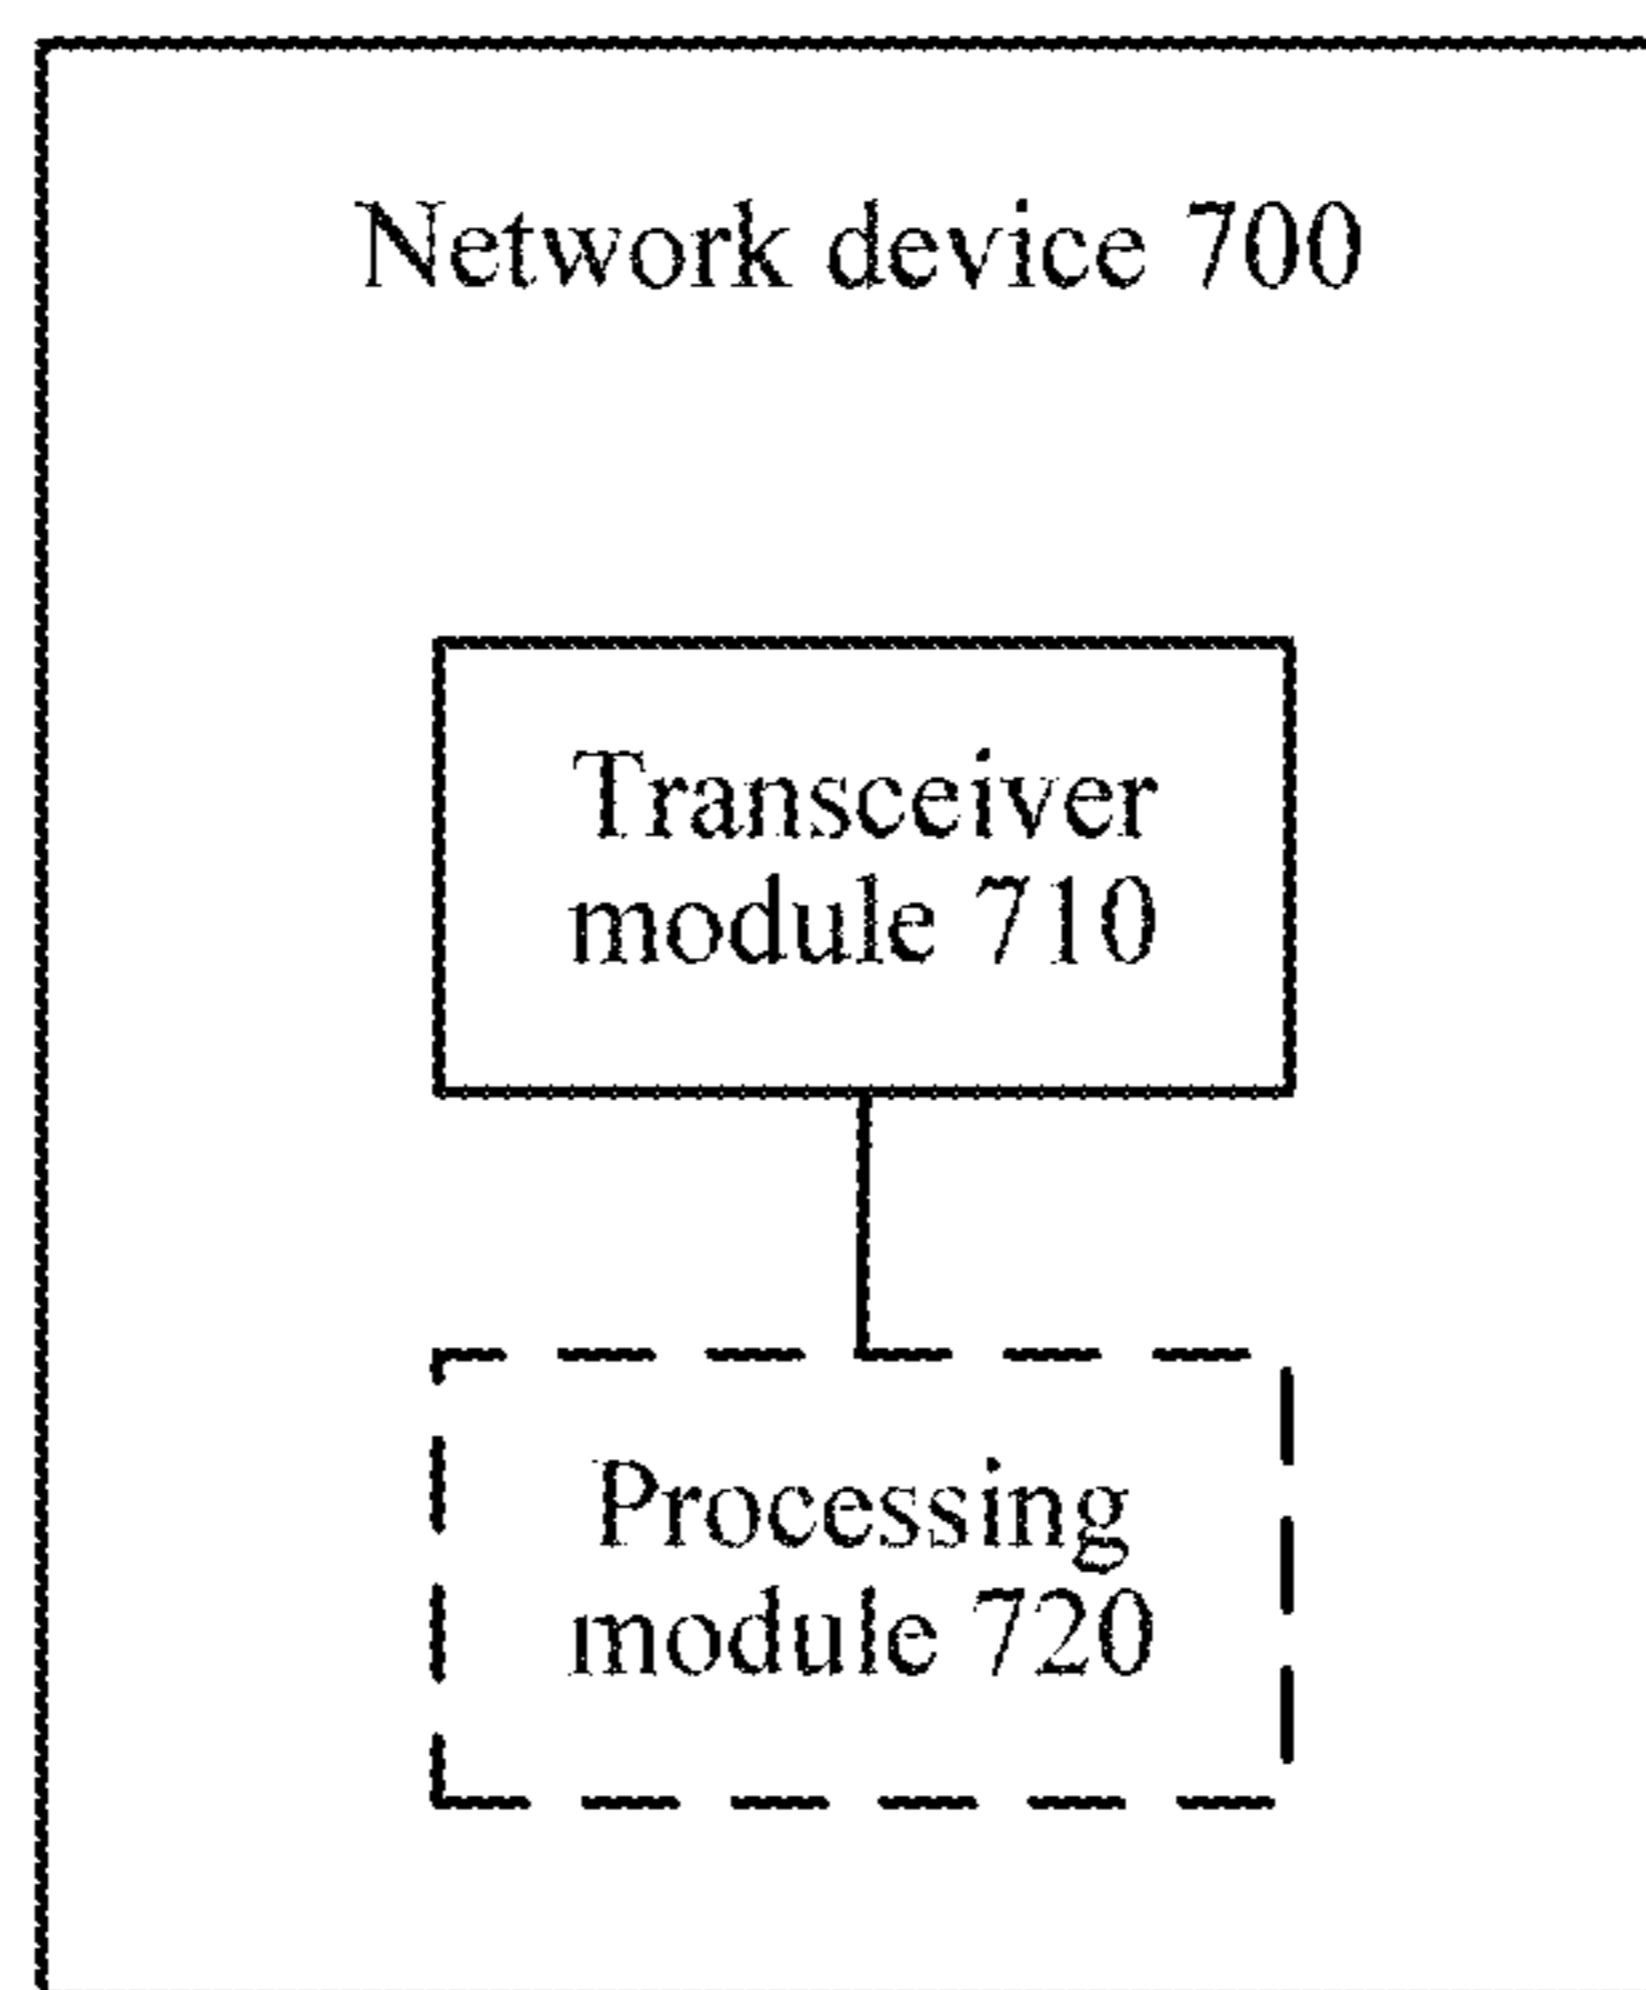 Network device 700
Transceiver
module 710
Processing
module 720